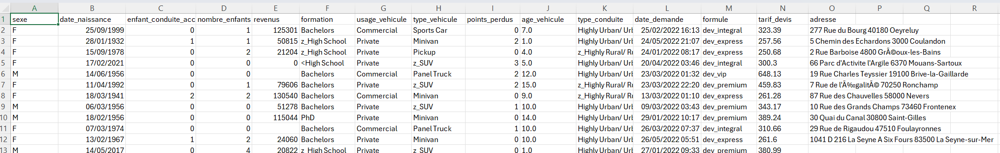 A B C D E F G H I J K L M N O P Q R
1 sexe date_naissance enfant_conduite_acc nombre_enfants revenus formation usage_vehicule type_vehicule points_perdus age_vehicule type_conduite date_demande formule tarif_devis adresse
2 F 25/09/1999 0 1 125301 Bachelors Commercial Sports Car 0 7.0 Highly Urban/ Urb 25/02/2022 16:13 dev_integral 323.39 277 Rue du Bourg 40180 Oeyreluy
3 F 28/01/1932 1 1 50815 z_High School Private Minivan 2 1.0 Highly Urban/ Urb 24/05/2022 21:07 dev_express 257.56 5 Chemin des Echardons 3000 Coulandon
4 F 15/09/1978 0 2 21204 z_High School Private Pickup 0 4.0 z_Highly Rural/ Ru 24/01/2022 08:17 dev_express 250.68 2 Rue Barboise 4800 GrÃ©oux-les-Bains
5 F 17/02/2021 0 0 0 <High School Private z_SUV 3 5.0 Highly Urban/ Urb 20/04/2022 03:46 dev_integral 300.3 66 Parc d'Activite l'Argile 6370 Mouans-Sartoux
6 M 14/06/1956 0 0 Bachelors Commercial Panel Truck 2 12.0 Highly Urban/ Urb 23/03/2022 01:32 dev_vip 648.13 19 Rue Charles Teyssier 19100 Brive-la-Gaillarde
7 F 11/04/1992 0 1 79606 Bachelors Private z_SUV 2 15.0 z_Highly Rural/ Ru 23/03/2022 22:20 dev_premium 459.83 7 Rue de l'Ã‰galitÃ© 70250 Ronchamp
8 F 18/03/1941 2 2 130540 Bachelors Commercial Minivan 0 9.0 z_Highly Rural/ Ru 13/03/2022 01:10 dev_express 261.28 87 Rue des Chauvelles 58000 Nevers
9 M 06/03/1956 0 0 51278 Bachelors Private z_SUV 1 10.0 Highly Urban/ Urb 09/03/2022 03:43 dev_premium 343.17 10 Rue des Grands Champs 73460 Frontenex
10 M 18/02/1956 0 0 115044 PhD Private Minivan 0 14.0 Highly Urban/ Urb 29/01/2022 10:17 dev_premium 389.24 30 Quai du Canal 30800 Saint-Gilles
11 F 07/03/1974 0 0 Bachelors Commercial Panel Truck 1 10.0 Highly Urban/ Urb 26/03/2022 07:37 dev_integral 310.66 29 Rue de Rigaudou 47510 Foulayronnes
12 F 13/02/1967 1 2 24060 Bachelors Private Minivan 0 10.0 Highly Urban/ Urb 26/05/2022 05:51 dev_express 261.6 1041 D 216 La Seyne A Six Fours 83500 La Seyne-sur-Mer
13 M 14/05/2017 0 4 20822 z_High School Private z_SUV 0 1.0 Highly Urban/ Urb 27/01/2022 09:33 dev_premium 380.99